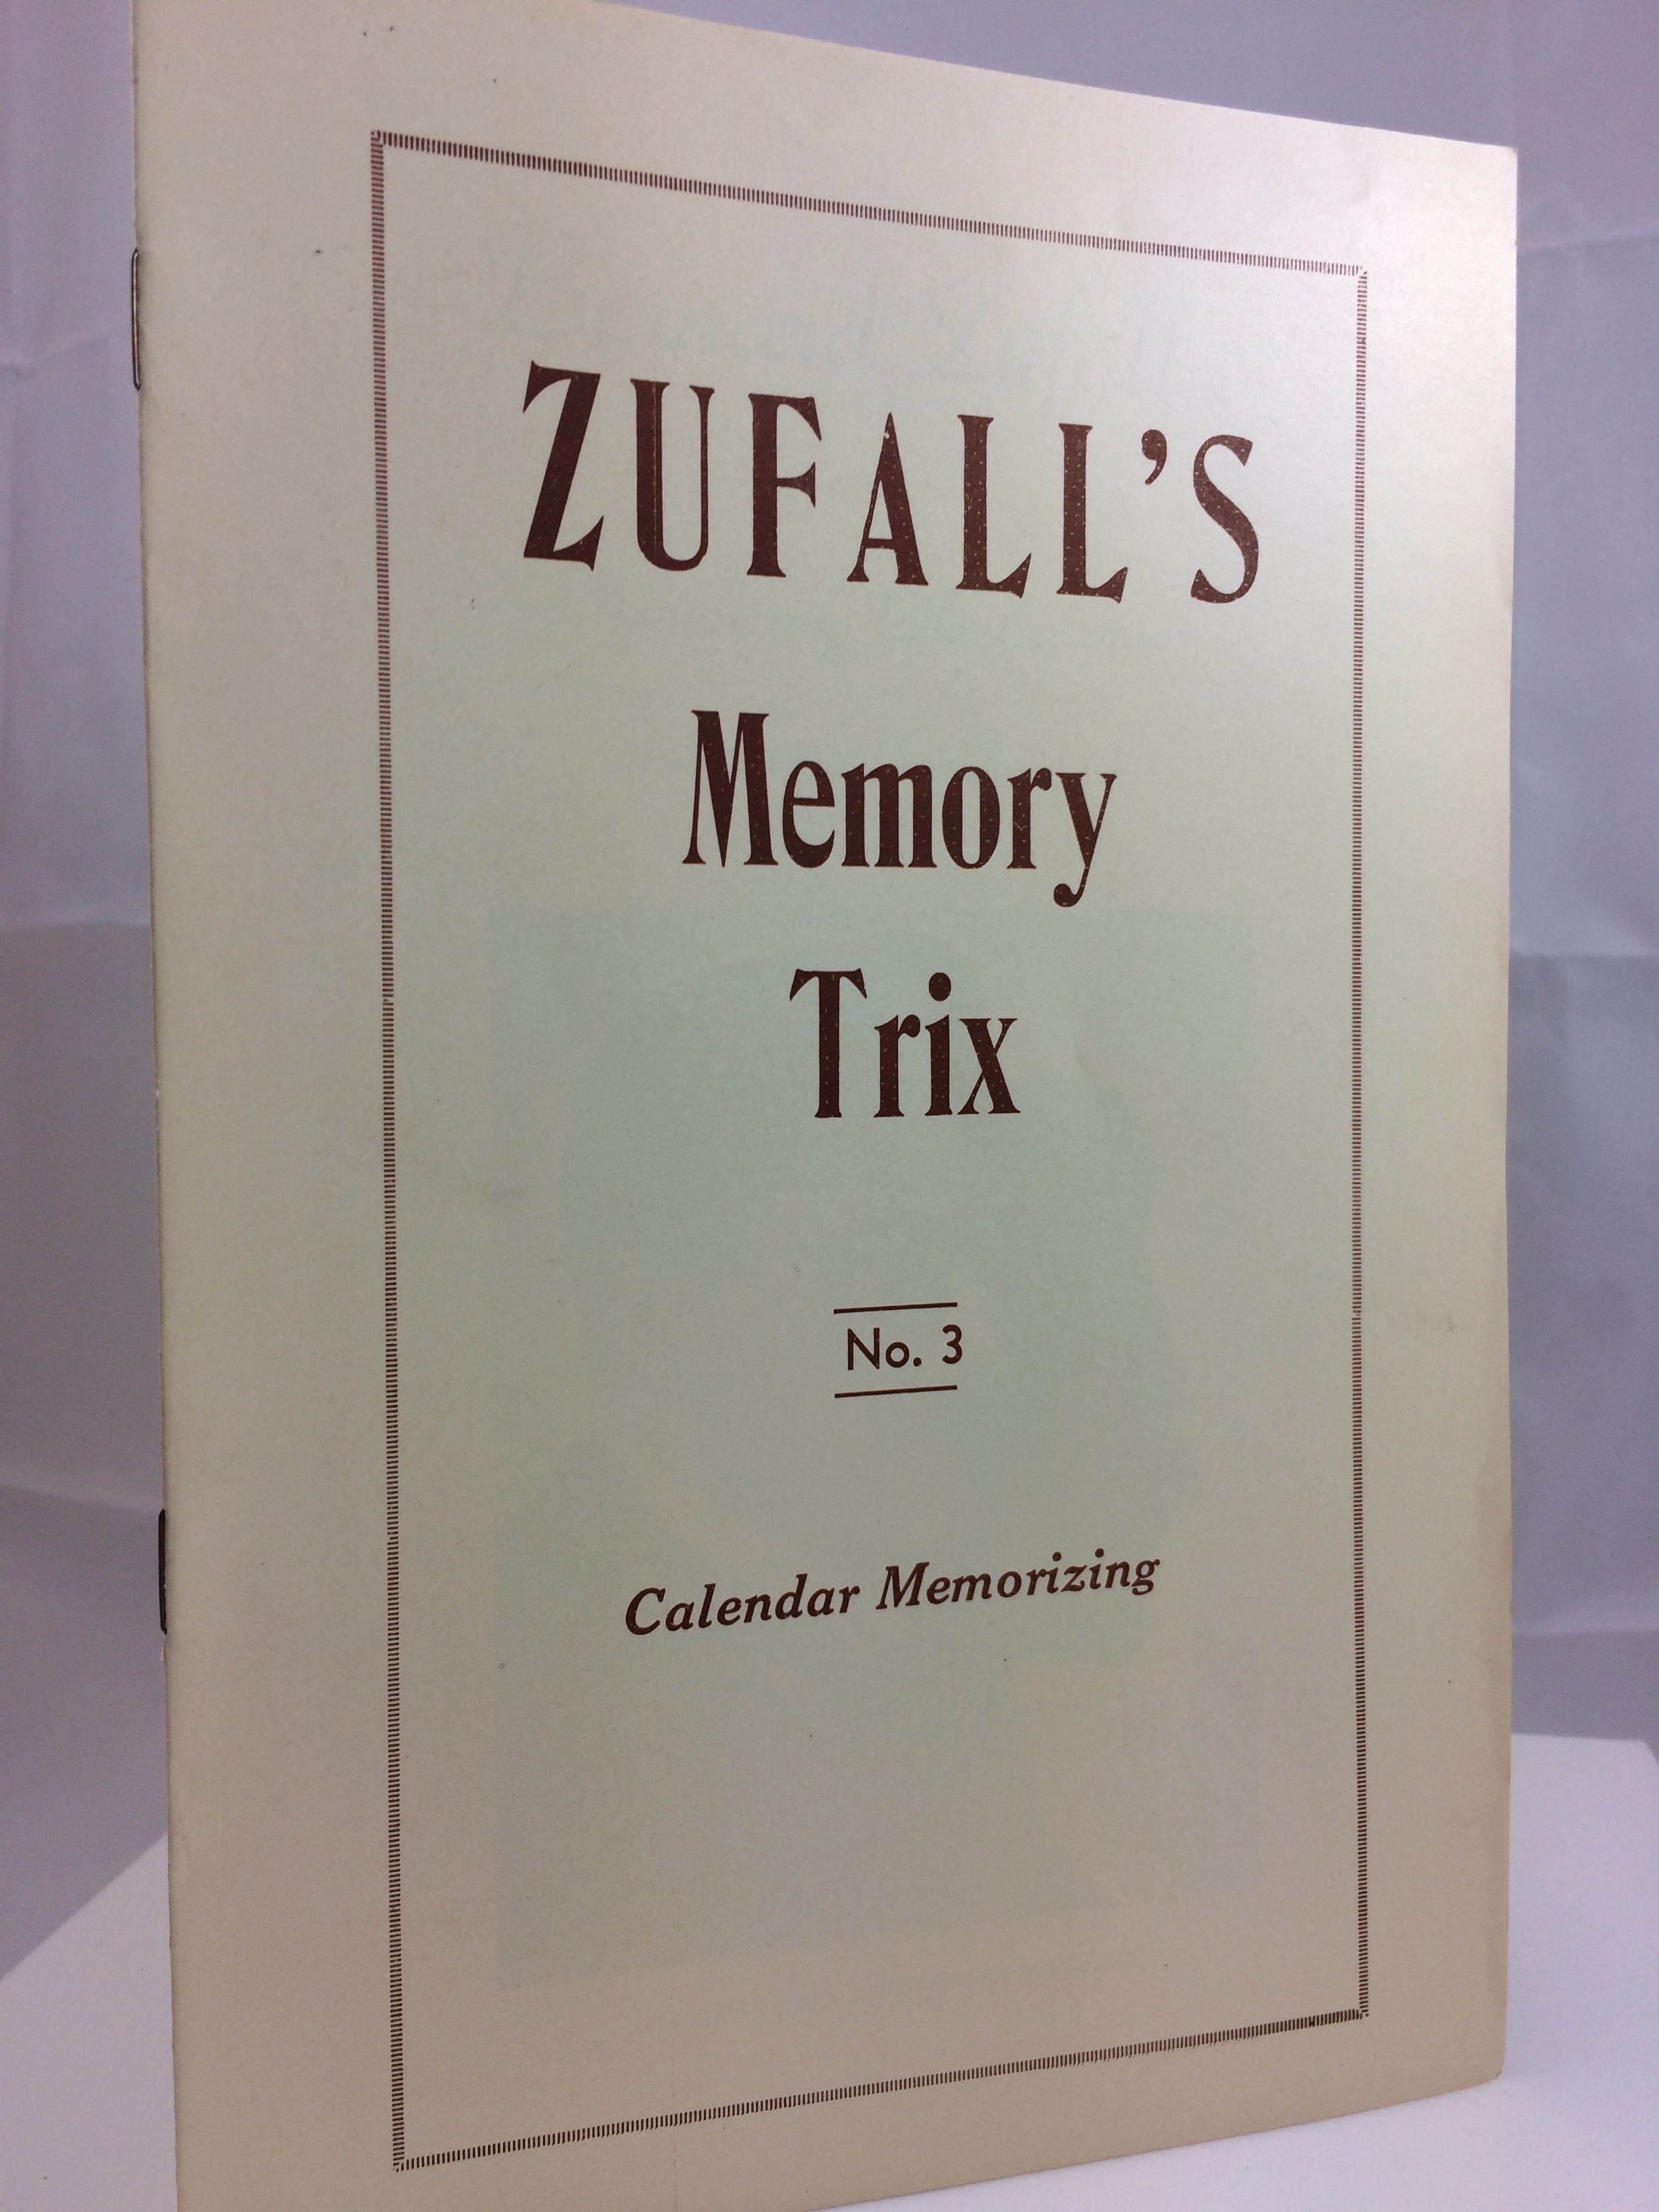 ZUFALL'S
Memory
Trix
No. 3
Calendar Memorizing